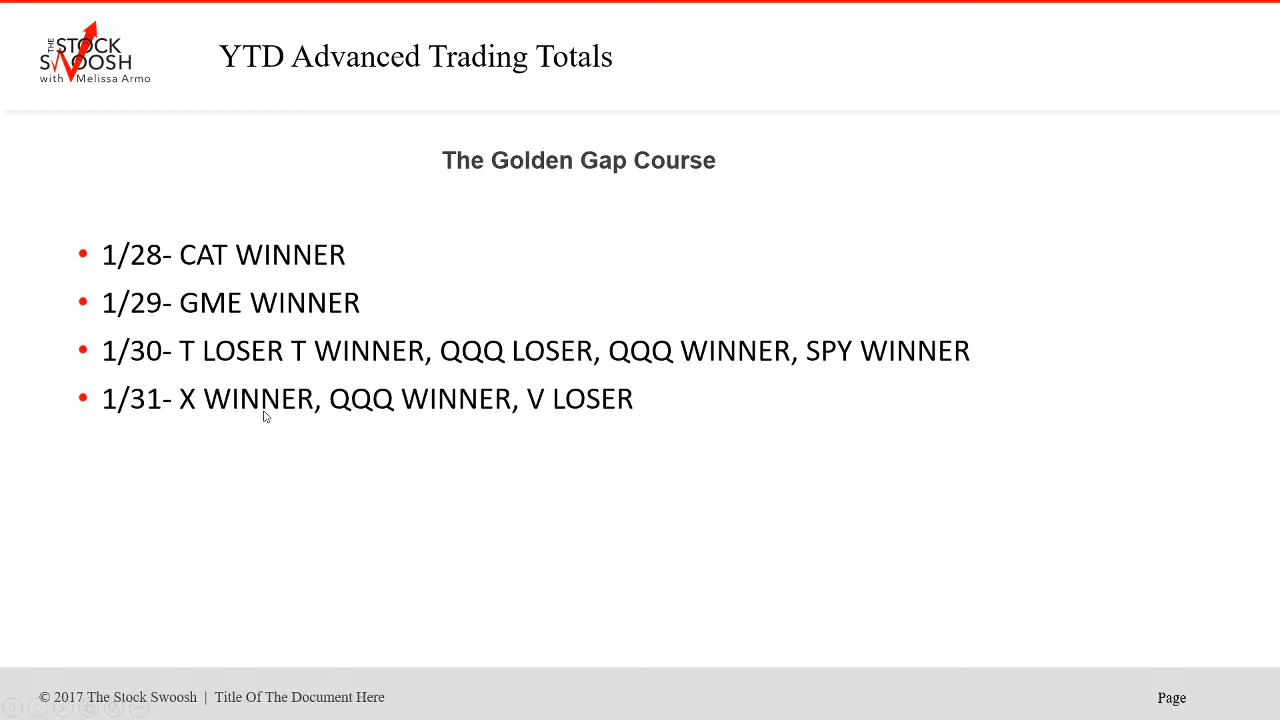 THE STOCK
SWOOSH
with Melissa Armo
YTD Advanced Trading Totals
The Golden Gap Course
• 1/28- CAT WINNER
• 1/29- GME WINNER
• 1/30- T LOSER T WINNER, QQQ LOSER, QQQ WINNER, SPY WINNER
• 1/31- X WINNER, QQQ WINNER, V LOSER
© 2017 The Stock Swoosh | Title Of The Document Here
Page